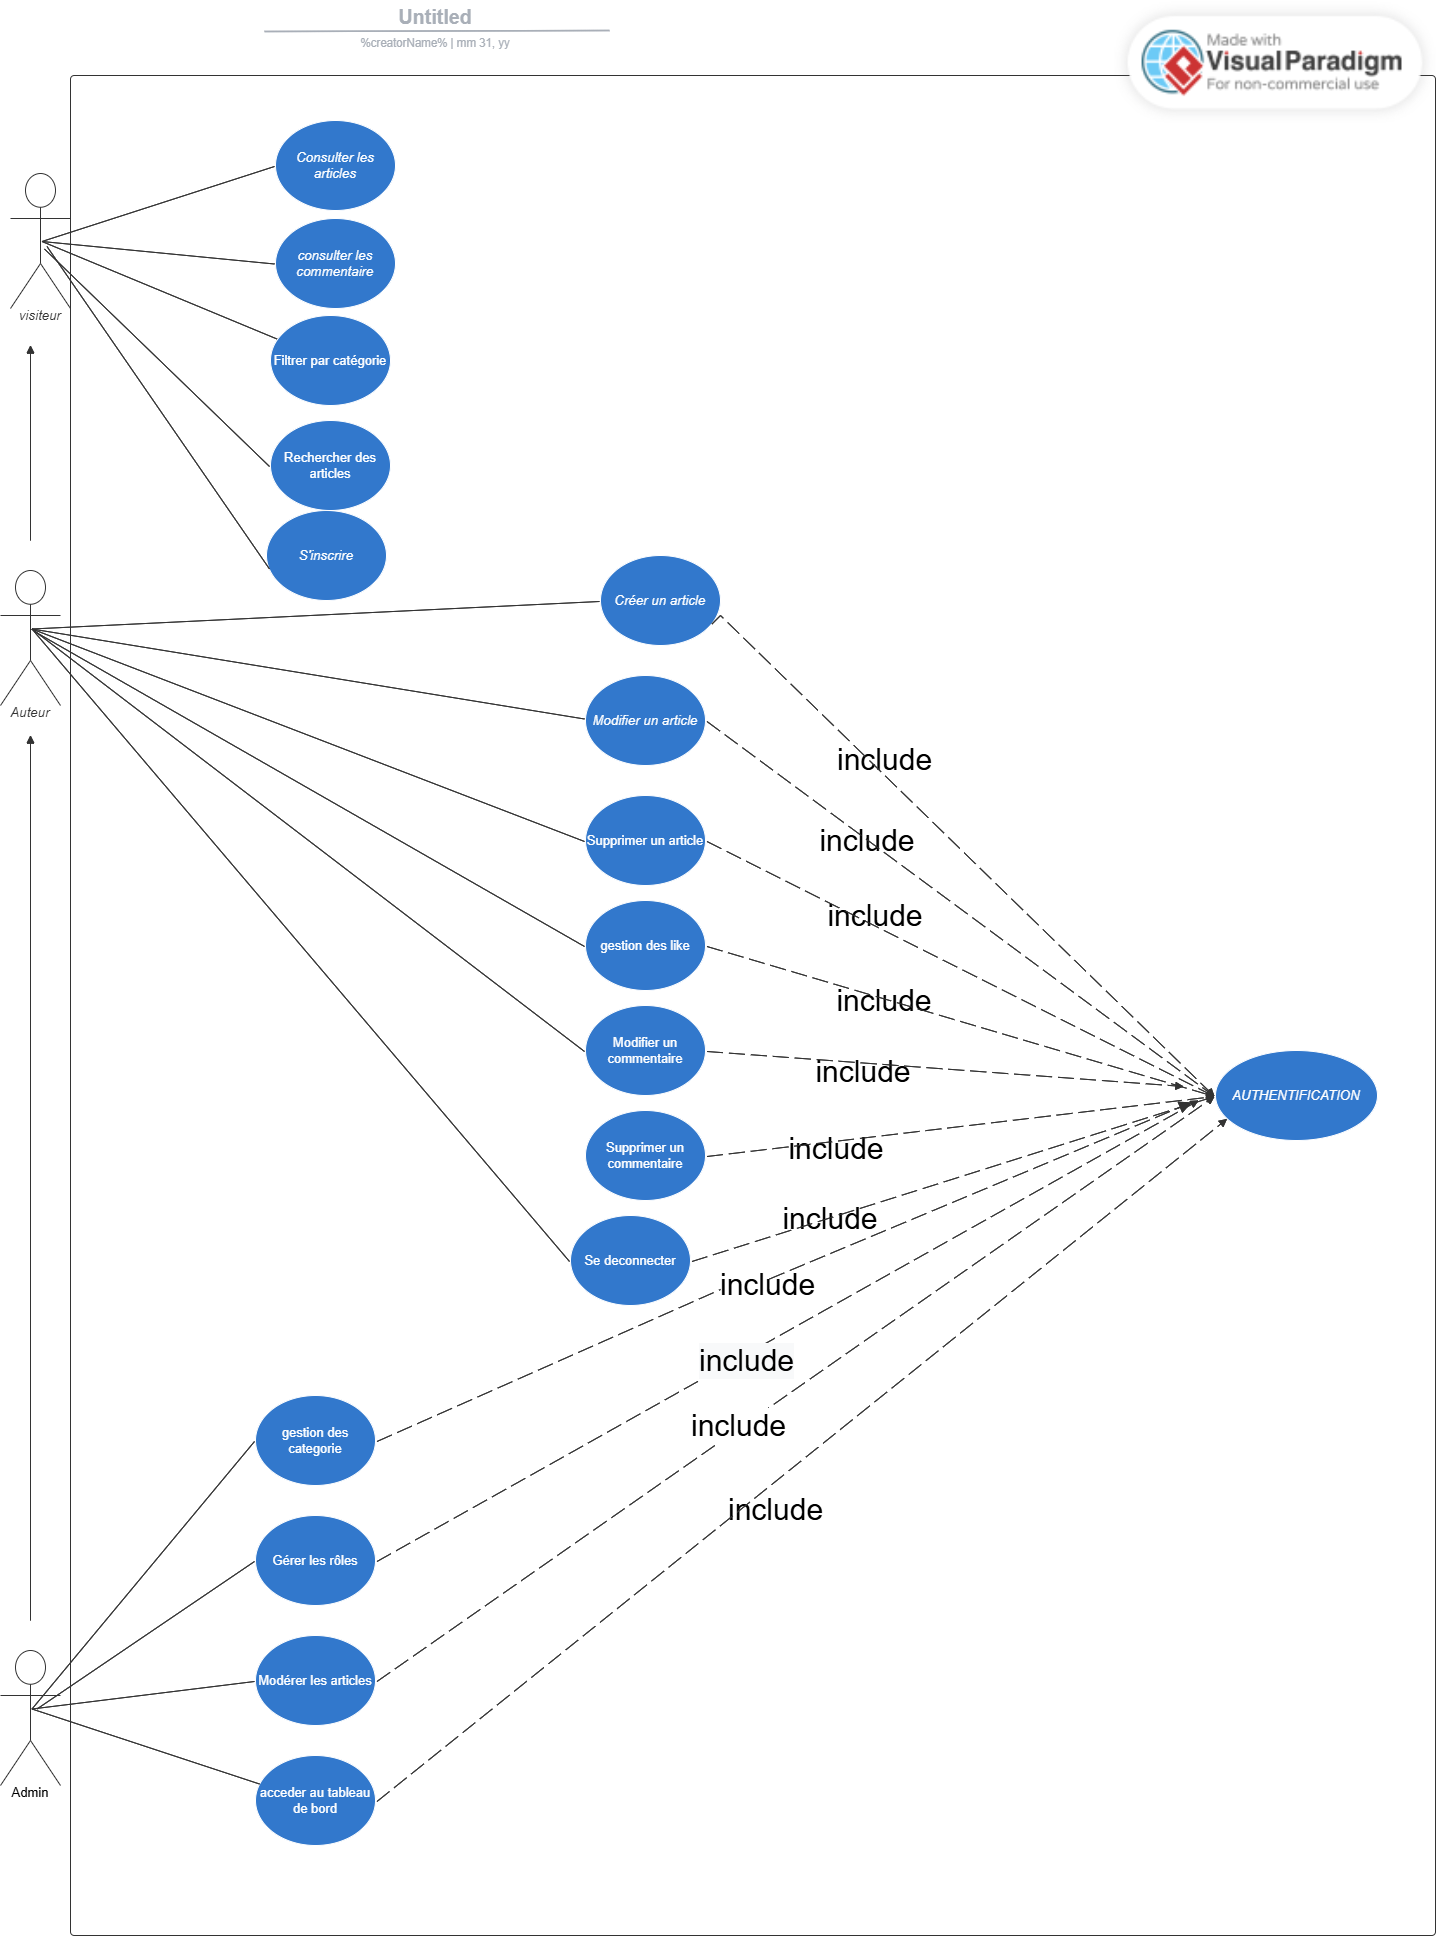 Untitled
%creatorName% | mm 31, yy
Made with
Visual Paradigm
For non-commercial use
Consulter les
articles
visiteur
consulter les
commentaire
Filtrer par catégorie
Rechercher des
articles
S'inscrire
Auteur
Créer un article
Modifier un article
include
Supprimer un article
include
include
gestion des like
include
Modifier un
commentaire
include
AUTHENTIFICATION
Supprimer un
commentaire
include
Se deconnecter
include
include
include
gestion des
categorie
include
Gérer les rôles
include
Modérer les articles
Admin
acceder au tableau
de bord